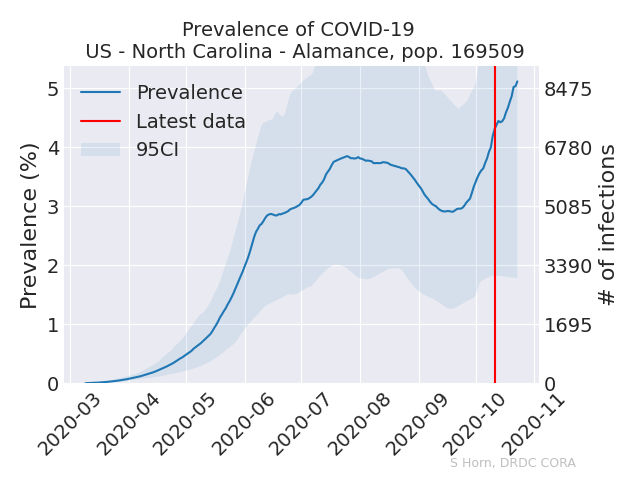 Prevalence of COVID-19
US - North Carolina - Alamance, pop. 169509
Prevalence
Latest data
95CI
Prevalence (%)
5
4
3
2
1
0
8475
6780
5085
3390
1695
0
# of infections
2020-03
2020-04
2020-05
2020-06
2020-07
2020-08
2020-09
2020-10
2020-11
S Horn, DRDC CORA